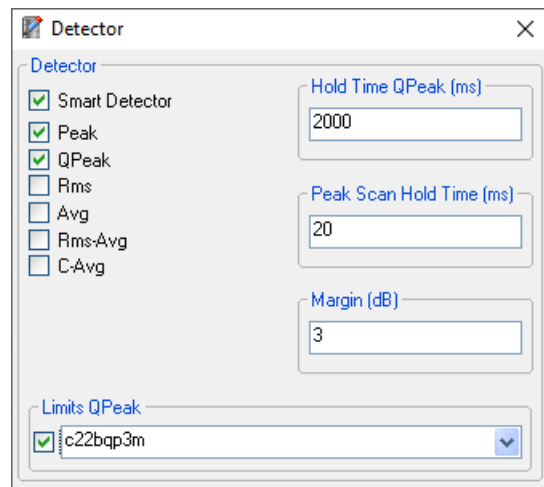 Detector
Detector
Smart Detector
Peak
QPeak
Rms
Avg
Rms-Avg
C-Avg
Hold Time QPeak (ms)
2000
Peak Scan Hold Time (ms)
20
Margin (dB)
3
Limits QPeak
c22bqp3m